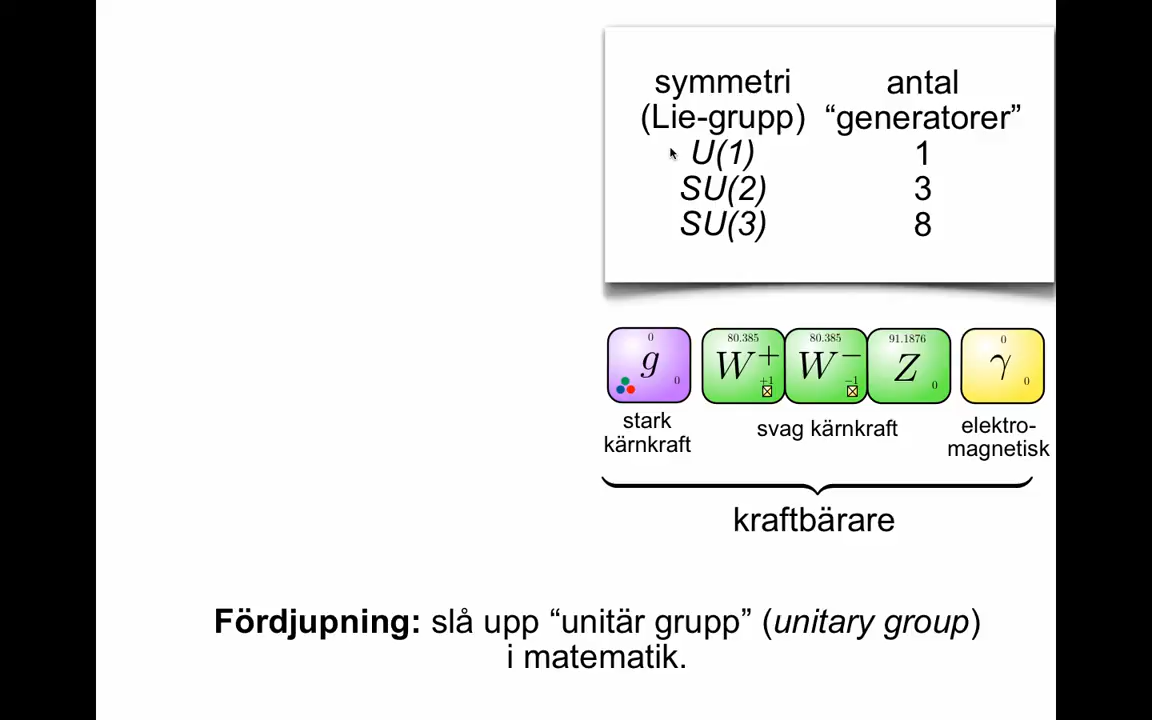 symmetri antal
(Lie-grupp) “generatorer”
U(1) 1
SU(2) 3
SU(3) 8
0 80.385 80.385 91.1876 0
g W+ W− Z γ
0 +1 −1 0 0
stark svag kärnkraft elektro-
kärnkraft magnetisk
kraftbärare
Fördjupning: slå upp “unitär grupp” (unitary group)
i matematik.